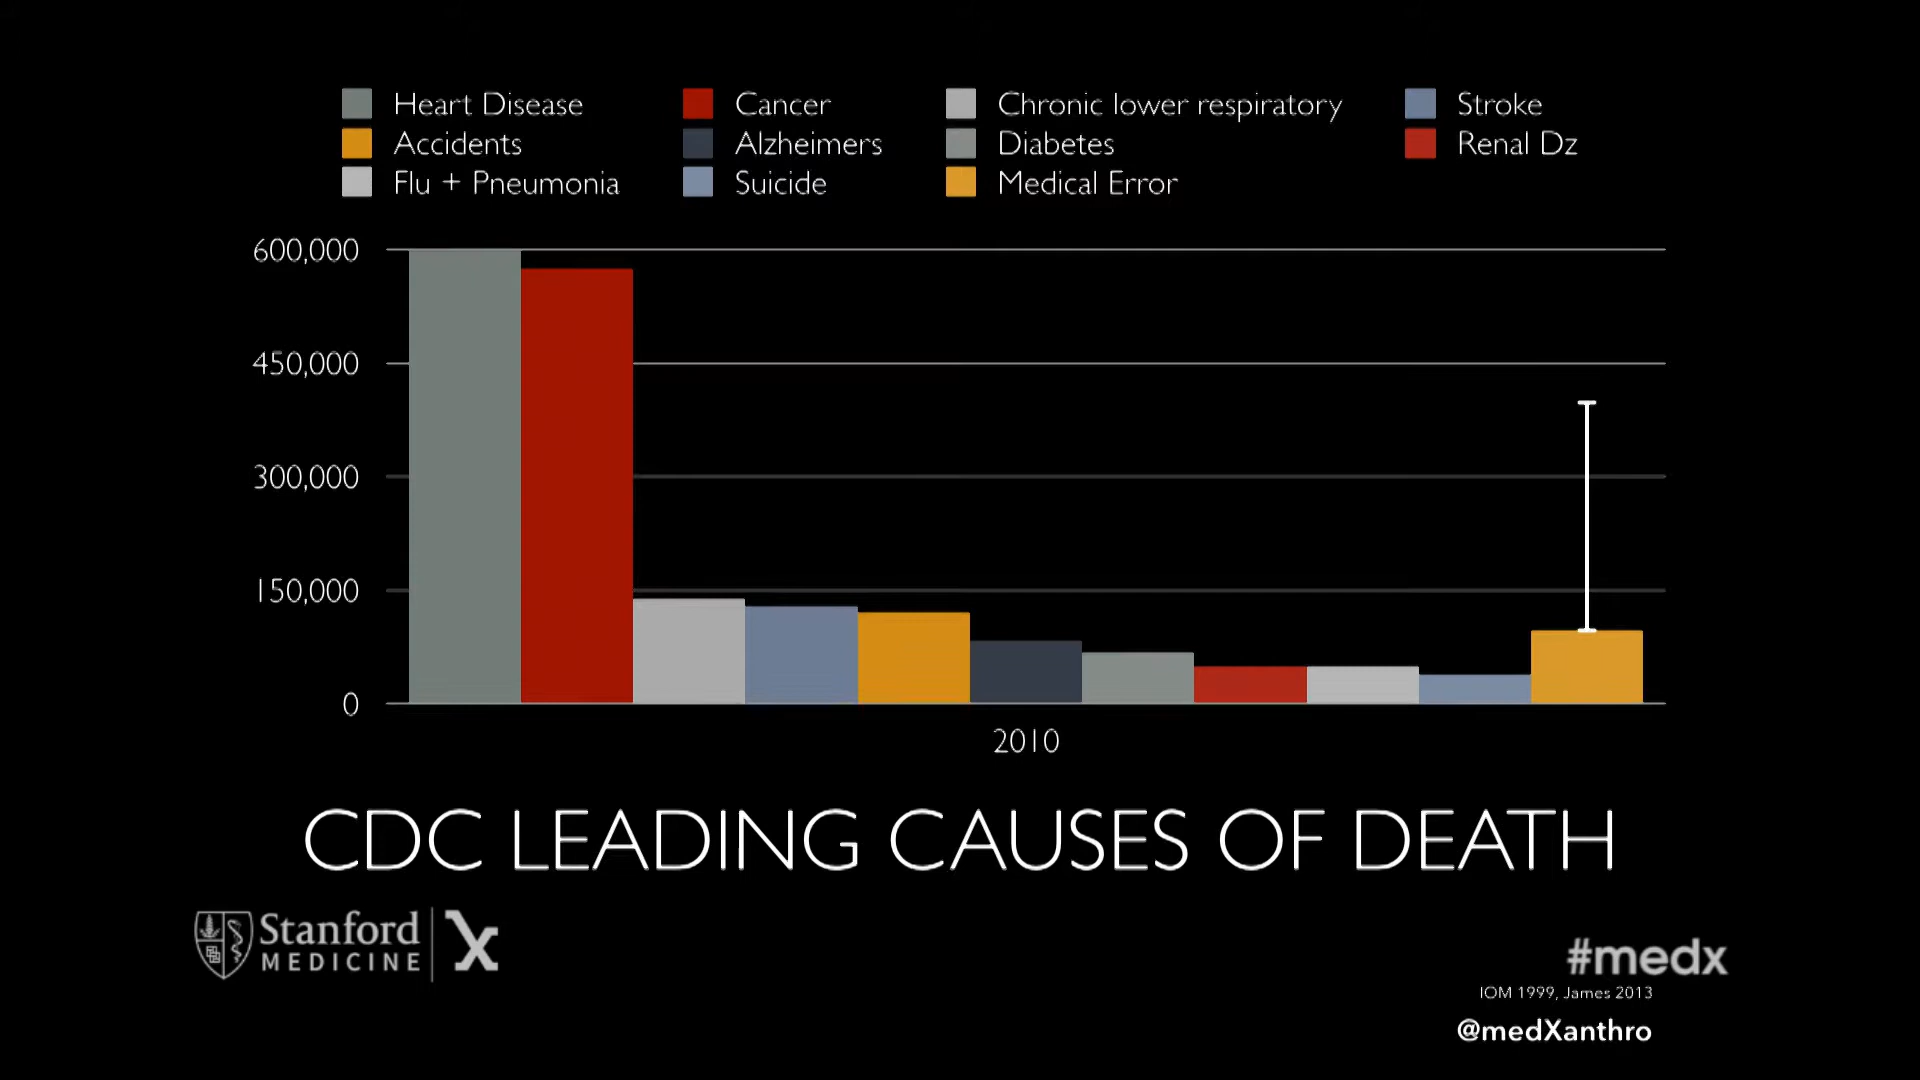 Heart Disease Cancer Chronic lower respiratory Stroke
Accidents Alzheimers Diabetes Renal Dz
Flu + Pneumonia Suicide Medical Error
600,000
450,000
300,000
150,000
0
2010
CDC LEADING CAUSES OF DEATH
Stanford
MEDICINE
X
#medx
IOM 1999, James 2013
@medXanthro